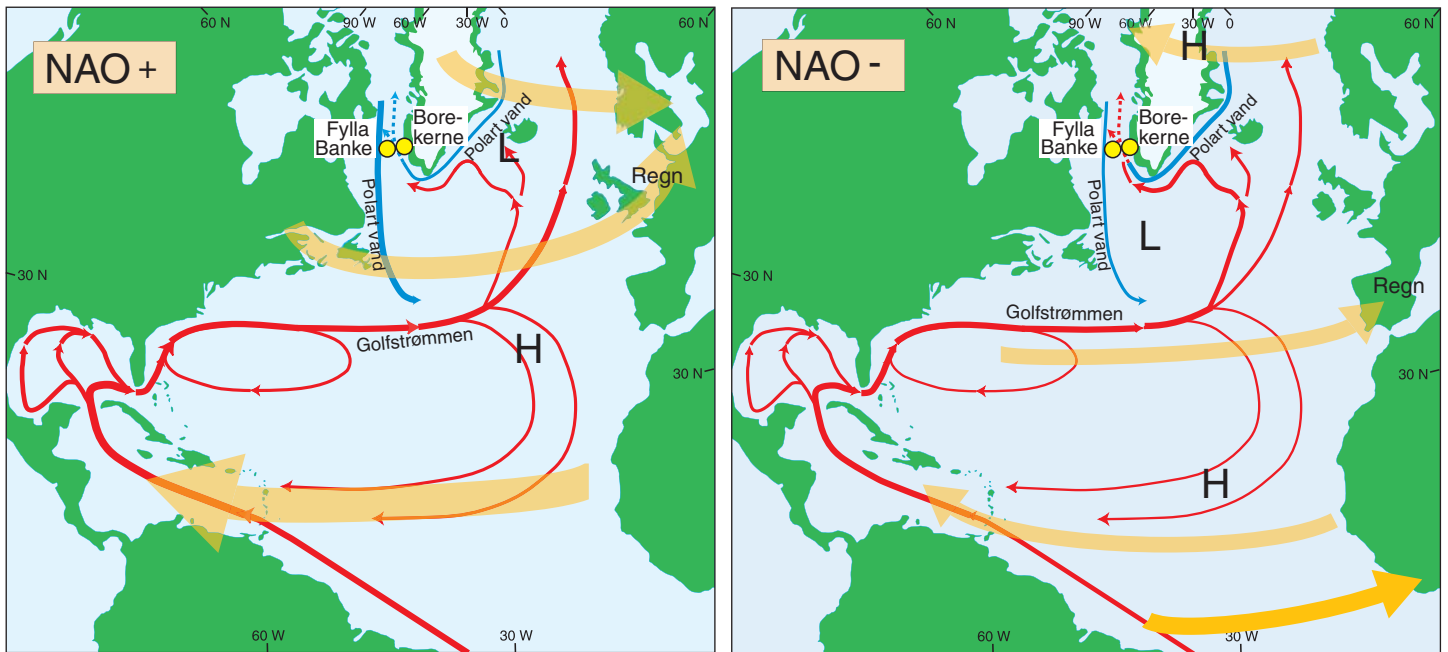 60 N
90 W
60 W
30 W
0
60 N
NAO +
Fylla
Banke
Bore-
kerne
Polart vand
L
Regn
Polart vand
30 N
Golfstrømmen
H
30 N
60 W
30 W
60 N
90 W
60 W
30 W
0
60 N
NAO -
H
Fylla
Banke
Bore-
kerne
Polart vand
Polart vand
L
30 N
Regn
Golfstrømmen
30 N
H
60 W
30 W